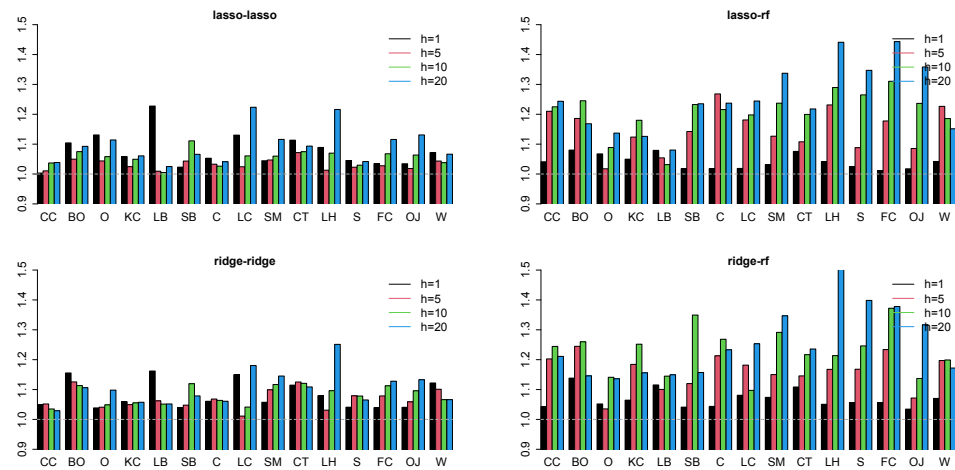 lasso-lasso
1.5
1.4
1.3
1.2
1.1
1.0
0.9
h=1
h=5
h=10
h=20
CC BO O KC LB SB C LC SM CT LH S FC OJ W
lasso-rf
1.5
1.4
1.3
1.2
1.1
1.0
0.9
h=1
h=5
h=10
h=20
CC BO O KC LB SB C LC SM CT LH S FC OJ W
ridge-ridge
1.5
1.4
1.3
1.2
1.1
1.0
0.9
h=1
h=5
h=10
h=20
CC BO O KC LB SB C LC SM CT LH S FC OJ W
ridge-rf
1.5
1.4
1.3
1.2
1.1
1.0
0.9
h=1
h=5
h=10
h=20
CC BO O KC LB SB C LC SM CT LH S FC OJ W